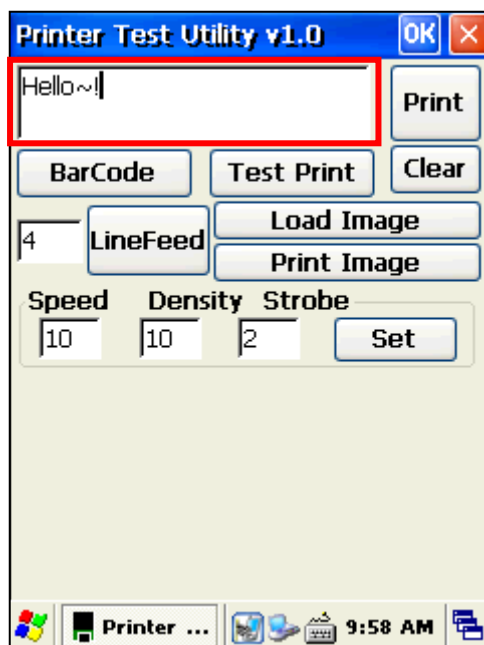 Printer Test Utility v1.0 OK
Hello~!
Print
BarCode Test Print Clear
4 LineFeed Load Image
Print Image
Speed Density Strobe
10 10 2 Set
Printer ... 9:58 AM